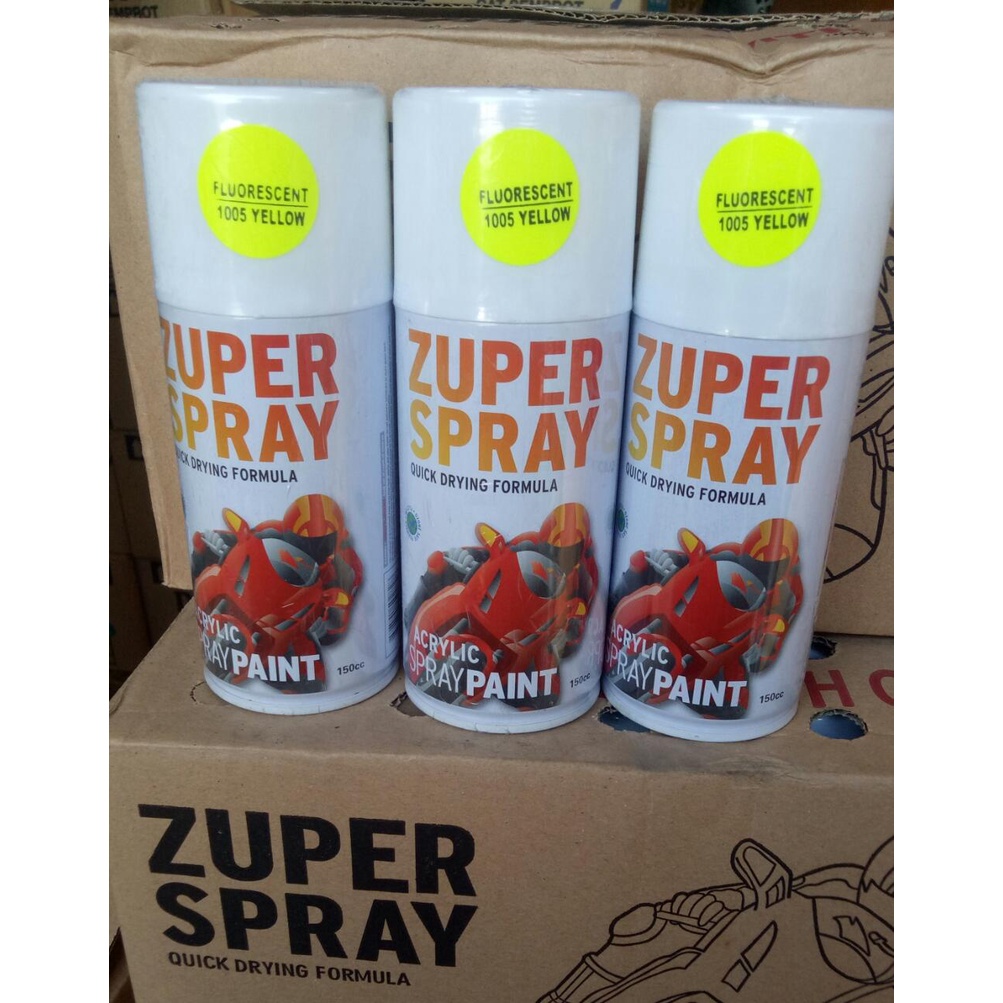 FLUORESCENT
1005 YELLOW
ZUPER
SPRAY
QUICK DRYING FORMULA
ACRYLIC
SPRAYPAINT
150cc
FLUORESCENT
1005 YELLOW
ZUPER
SPRAY
QUICK DRYING FORMULA
ACRYLIC
SPRAYPAINT
150cc
FLUORESCENT
1005 YELLOW
ZUPER
SPRAY
QUICK DRYING FORMULA
ACRYLIC
SPRAYPAINT
150cc
ZUPER
SPRAY
QUICK DRYING FORMULA